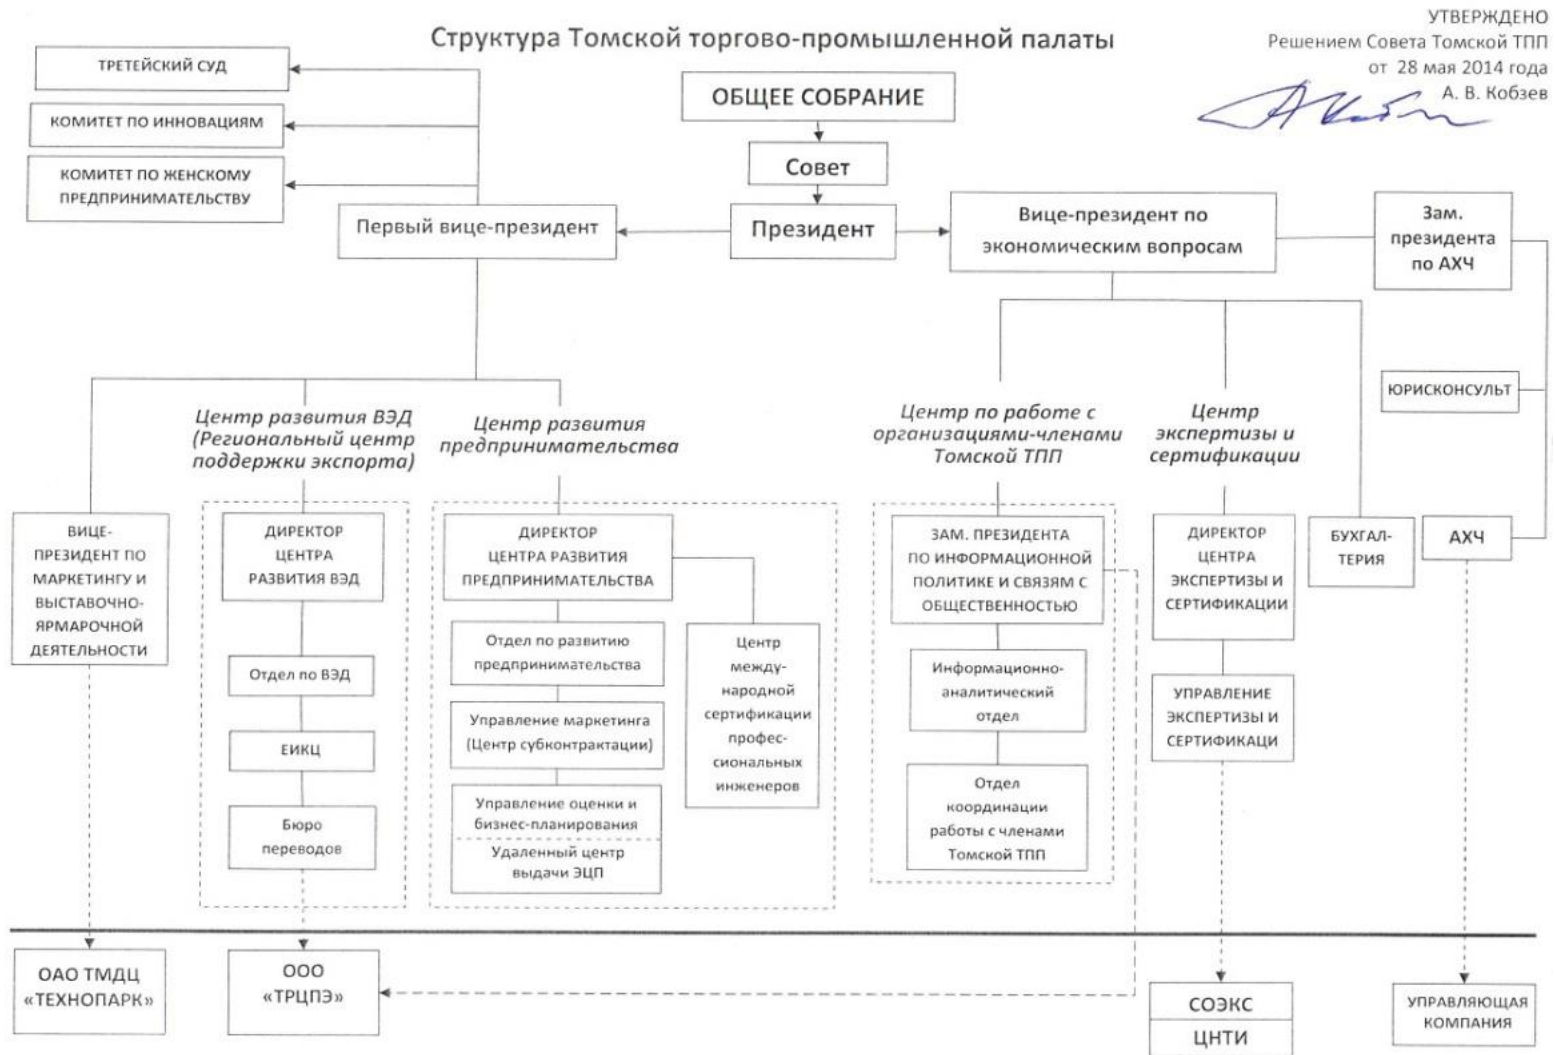 УТВЕРЖДЕНО
Решением Совета Томской ТПП
от 28 мая 2014 года
А. В. Кобзев
Структура Томской торгово-промышленной палаты
ТРЕТЕЙСКИЙ СУД
КОМИТЕТ ПО ИННОВАЦИЯМ
КОМИТЕТ ПО ЖЕНСКОМУ
ПРЕДПРИНИМАТЕЛЬСТВУ
ОБЩЕЕ СОБРАНИЕ
Совет
Президент
Первый вице-президент
Вице-президент по
экономическим вопросам
Зам.
президента
по АХЧ
ЮРИСКОНСУЛЬТ
Центр развития ВЭД
(Региональный центр
поддержки экспорта)
Центр развития
предпринимательства
Центр по работе с
организациями-членами
Томской ТПП
Центр
экспертизы и
сертификации
ВИЦЕ-
ПРЕЗИДЕНТ ПО
МАРКЕТИНГУ И
ВЫСТАВОЧНО-
ЯРМАРОЧНОЙ
ДЕЯТЕЛЬНОСТИ
ДИРЕКТОР
ЦЕНТРА
РАЗВИТИЯ ВЭД
Отдел по ВЭД
ЕИКЦ
Бюро
переводов
ДИРЕКТОР
ЦЕНТРА РАЗВИТИЯ
ПРЕДПРИНИМАТЕЛЬСТВА
Отдел по развитию
предпринимательства
Управление маркетинга
(Центр субконтрактации)
Управление оценки и
бизнес-планирования
Удаленный центр
выдачи ЭЦП
Центр
между-
народной
сертификации
профес-
сиональных
инженеров
ЗАМ. ПРЕЗИДЕНТА
ПО ИНФОРМАЦИОННОЙ
ПОЛИТИКЕ И СВЯЗЯМ С
ОБЩЕСТВЕННОСТЬЮ
Информационно-
аналитический
отдел
Отдел
координации
работы с членами
Томской ТПП
ДИРЕКТОР
ЦЕНТРА
ЭКСПЕРТИЗЫ И
СЕРТИФИКАЦИИ
УПРАВЛЕНИЕ
ЭКСПЕРТИЗЫ И
СЕРТИФИКАЦИ
БУХГАЛ-
ТЕРИЯ
АХЧ
ОАО ТМДЦ
«ТЕХНОПАРК»
ООО
«ТРЦПЭ»
СОЭКС
ЦНТИ
УПРАВЛЯЮЩАЯ
КОМПАНИЯ